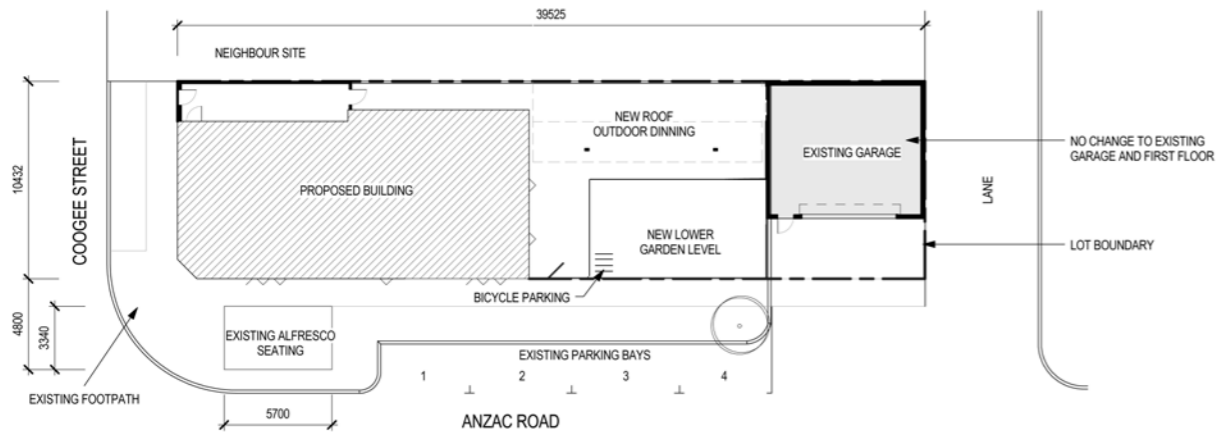 39525
NEIGHBOUR SITE
NEW ROOF
OUTDOOR DINNING
NO CHANGE TO EXISTING
GARAGE AND FIRST FLOOR
EXISTING GARAGE
10432
COOGEE STREET
PROPOSED BUILDING
LANE
NEW LOWER
GARDEN LEVEL
LOT BOUNDARY
BICYCLE PARKING
4800
3340
EXISTING ALFRESCO
SEATING
EXISTING PARKING BAYS
1
2
3
4
EXISTING FOOTPATH
5700
ANZAC ROAD